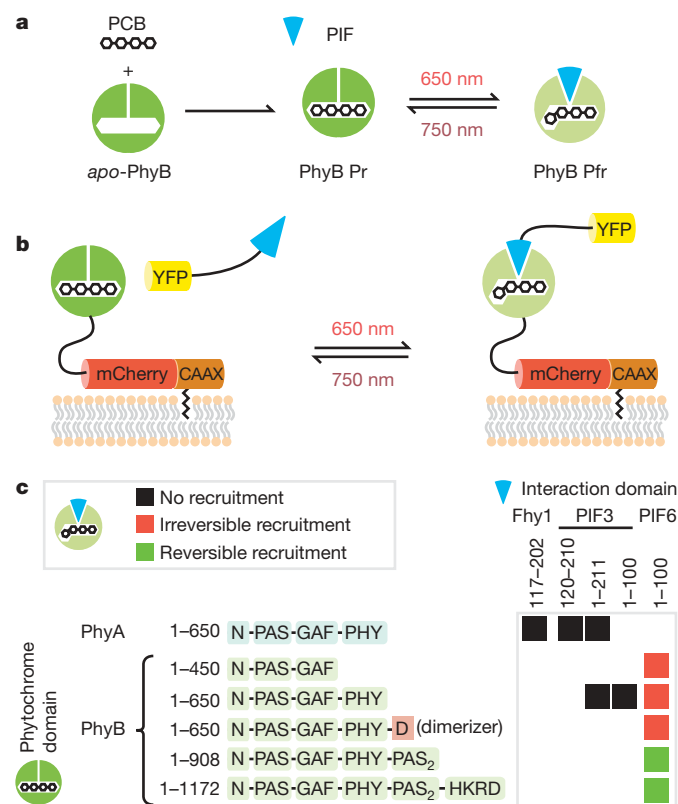 a
PCB
PIF
+
650 nm
750 nm
apo-PhyB
PhyB Pr
PhyB Pfr
b
YFP
YFP
650 nm
750 nm
mCherry CAAX
mCherry CAAX
c
No recruitment
Irreversible recruitment
Reversible recruitment
Interaction domain
Fhy1 PIF3 PIF6
117–202
120–210
1–211
1–100
1–100
Phytochrome domain
PhyA
1–650 N-PAS-GAF-PHY
PhyB
1–450 N-PAS-GAF
1–650 N-PAS-GAF-PHY
1–650 N-PAS-GAF-PHY-D (dimerizer)
1–908 N-PAS-GAF-PHY-PAS2
1–1172 N-PAS-GAF-PHY-PAS2-HKRD